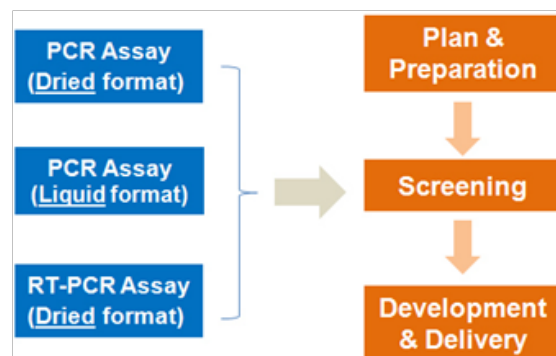 PCR Assay
(Dried format)
PCR Assay
(Liquid format)
RT-PCR Assay
(Dried format)
Plan &
Preparation
Screening
Development
& Delivery